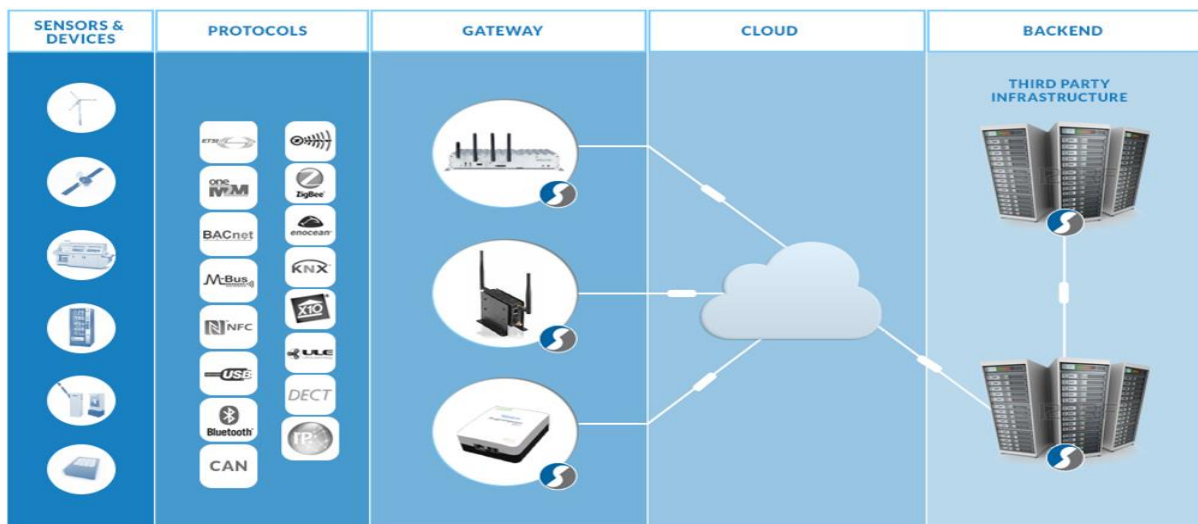 SENSORS &
DEVICES
PROTOCOLS
GATEWAY
CLOUD
BACKEND
THIRD PARTY
INFRASTRUCTURE
ETSI
one
M2M
BACnet
M-Bus
NFC
USB
Bluetooth
CAN
ZigBee
enocean
KNX
X10
ULE
DECT
IP